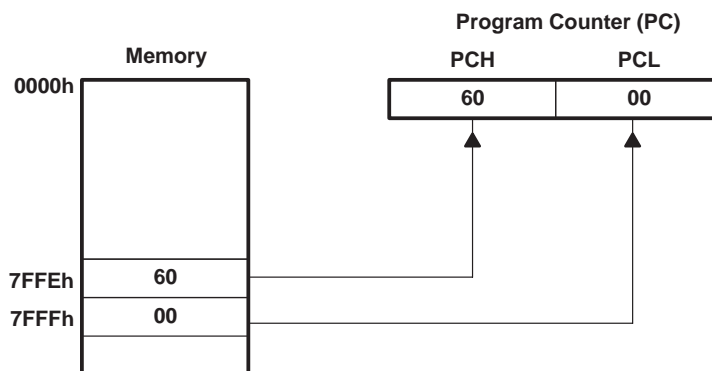 Program Counter (PC)
Memory
PCH PCL
0000h
60 00
7FFEh 60
7FFFh 00